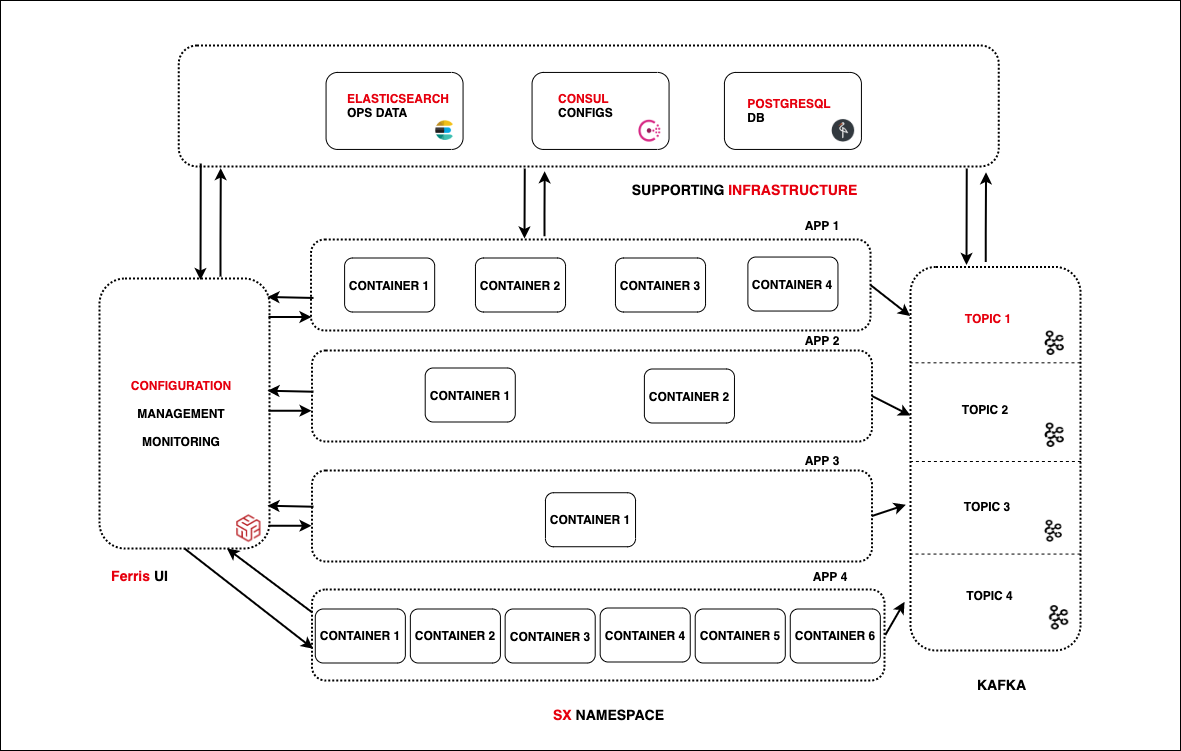 ELASTICSEARCH
OPS DATA
CONSUL
CONFIGS
POSTGRESQL
DB
SUPPORTING INFRASTRUCTURE
APP 1
CONTAINER 1
CONTAINER 2
CONTAINER 3
CONTAINER 4
APP 2
CONTAINER 1
CONTAINER 2
APP 3
CONTAINER 1
APP 4
CONTAINER 1
CONTAINER 2
CONTAINER 3
CONTAINER 4
CONTAINER 5
CONTAINER 6
CONFIGURATION
MANAGEMENT
MONITORING
Ferris UI
TOPIC 1
TOPIC 2
TOPIC 3
TOPIC 4
KAFKA
SX NAMESPACE